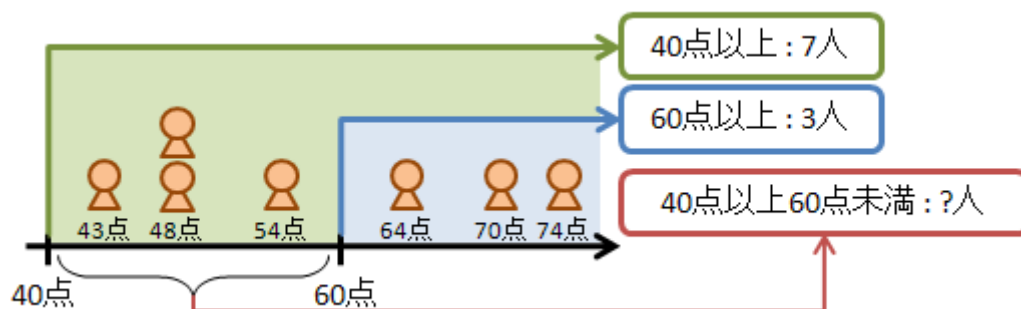 40点以上 : 7人
60点以上 : 3人
40点以上60点未満 : ?人
43点 48点 54点 64点 70点 74点
40点 60点